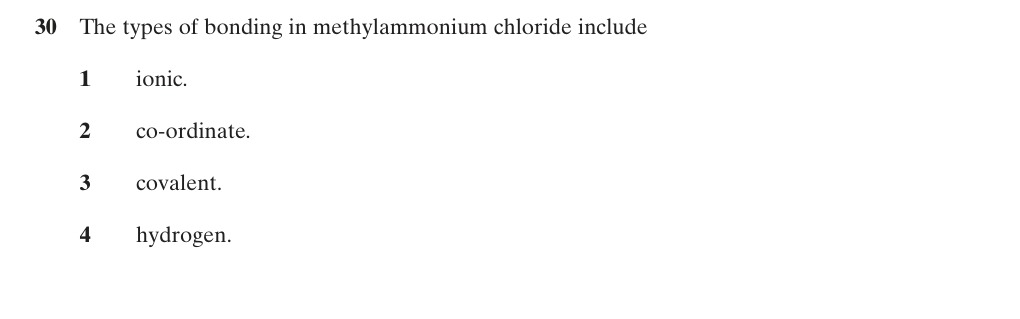 30 The types of bonding in methylammonium chloride include
1 ionic.
2 co-ordinate.
3 covalent.
4 hydrogen.